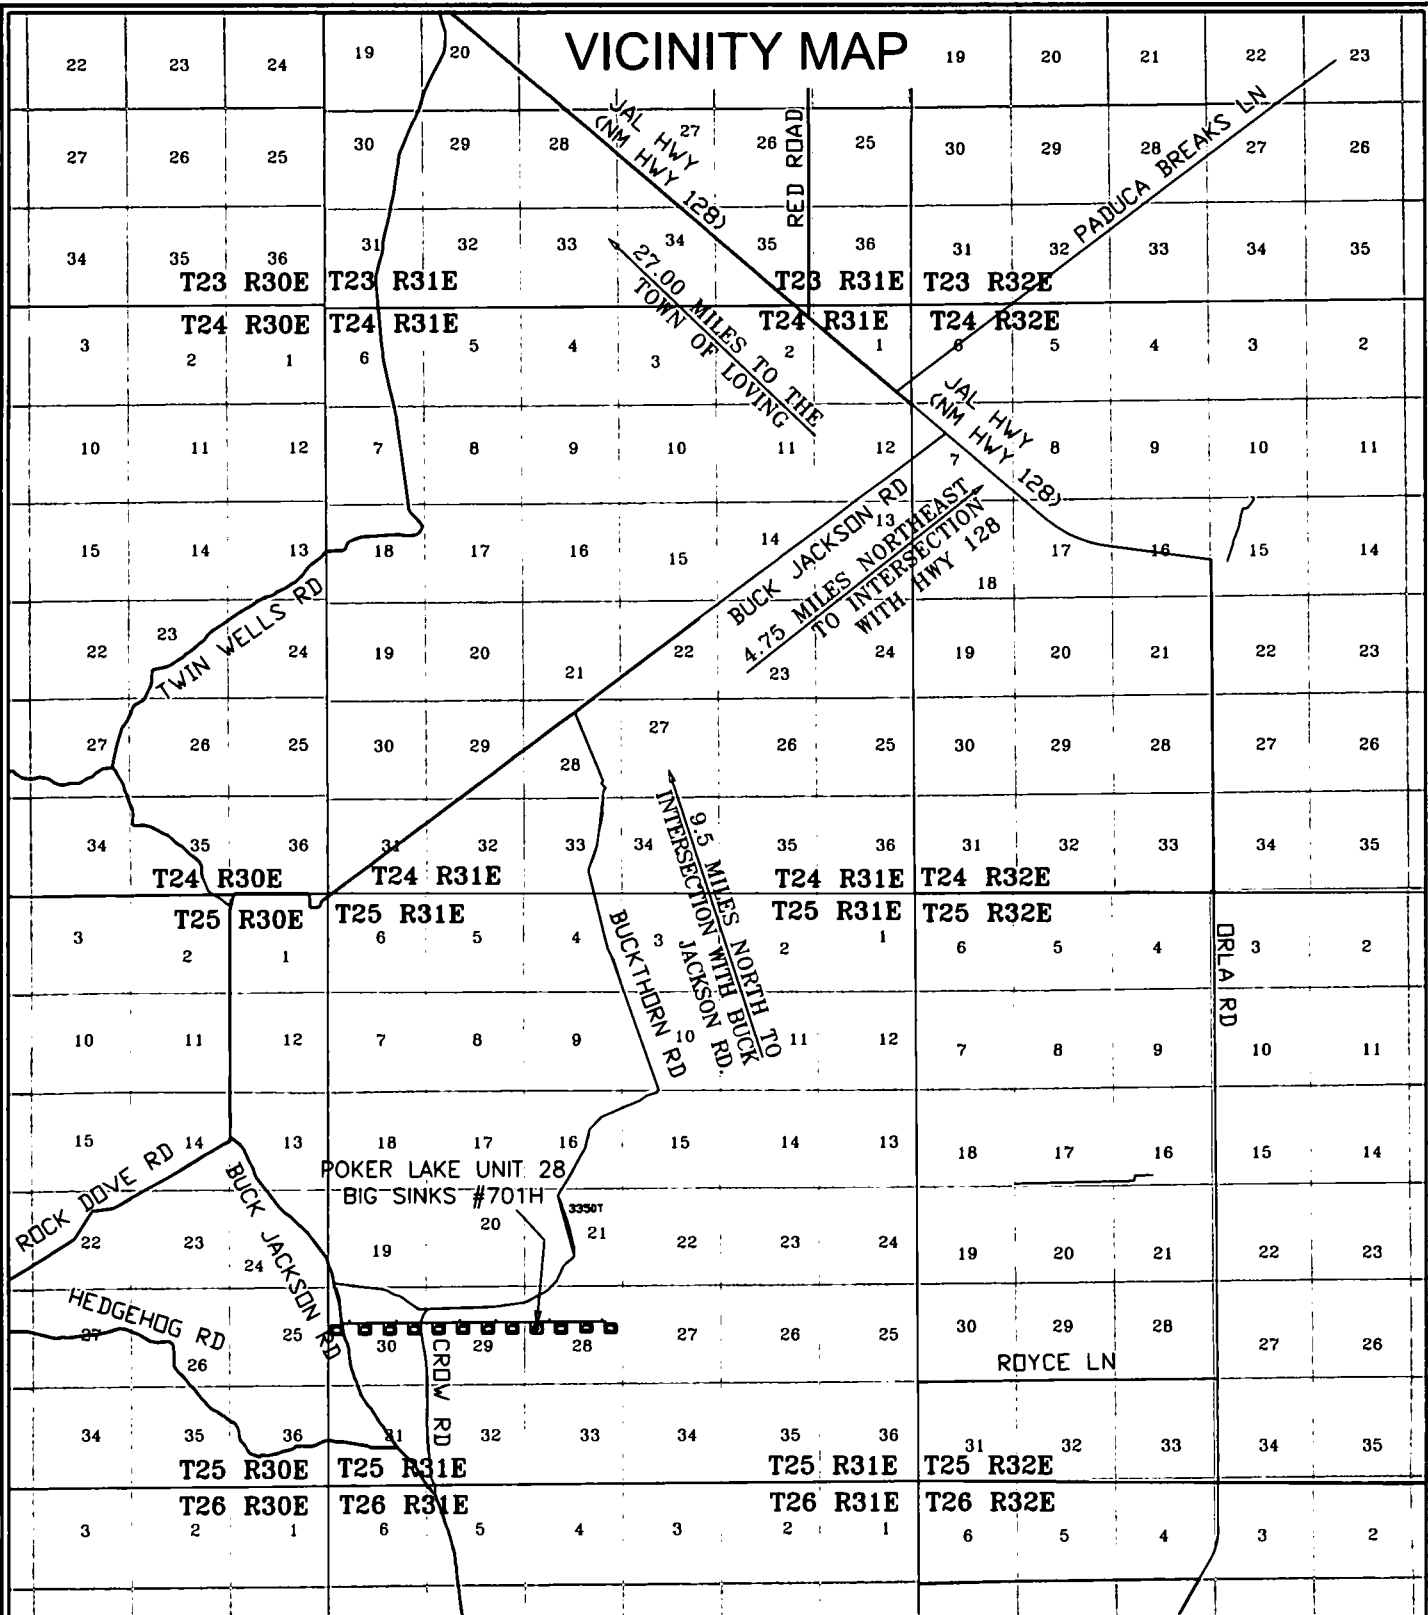 VICINITY MAP
22 23 24 19 20 19 20 21 22 23
JAL HWY
(NM HWY 128)
RED ROAD
PADUCA BREAKS LN
27 26 25 30 29 28 27 26 25 30 29 28 27 26
34 35 36 31 32 33 34 35 36 31 32 33 34 35
T23 R30E T23 R31E T23 R31E T23 R32E
27.00 MILES TO THE
TOWN OF LOVING
T24 R30E T24 R31E T24 R31E T24 R32E
3 2 1 6 5 4 3 2 1 6 5 4 3 2
JAL HWY
(NM HWY 128)
10 11 12 7 8 9 10 11 12 7 8 9 10 11
BUCK JACKSON RD
4.75 MILES NORTHEAST
TO INTERSECTION
WITH HWY 128
15 14 13 18 17 16 15 14 13 18 17 16 15 14
TWIN WELLS RD
22 23 24 19 20 21 22 23 24 19 20 21 22 23
27 26 25 30 29 28 27 26 25 30 29 28 27 26
9.5 MILES NORTH TO
INTERSECTION WITH BUCK
JACKSON RD.
34 35 36 31 32 33 34 35 36 31 32 33 34 35
T24 R30E T24 R31E T24 R31E T24 R32E
T25 R30E T25 R31E T25 R31E T25 R32E
3 2 1 6 5 4 3 2 1 6 5 4 3 2
BUCKTHORN RD
ORLA RD
10 11 12 7 8 9 10 11 12 7 8 9 10 11
15 14 13 18 17 16 15 14 13 18 17 16 15 14
ROCK DOVE RD
BUCK JACKSON RD
POKER LAKE UNIT 28
BIG SINKS #701H
3350T
22 23 24 19 20 21 22 23 24 19 20 21 22 23
HEDGEHOG RD
27 26 25 30 29 28 27 26 25 30 29 28 27 26
CROW RD
ROYCE LN
34 35 36 31 32 33 34 35 36 31 32 33 34 35
T25 R30E T25 R31E T25 R31E T25 R32E
T26 R30E T26 R31E T26 R31E T26 R32E
3 2 1 6 5 4 3 2 1 6 5 4 3 2